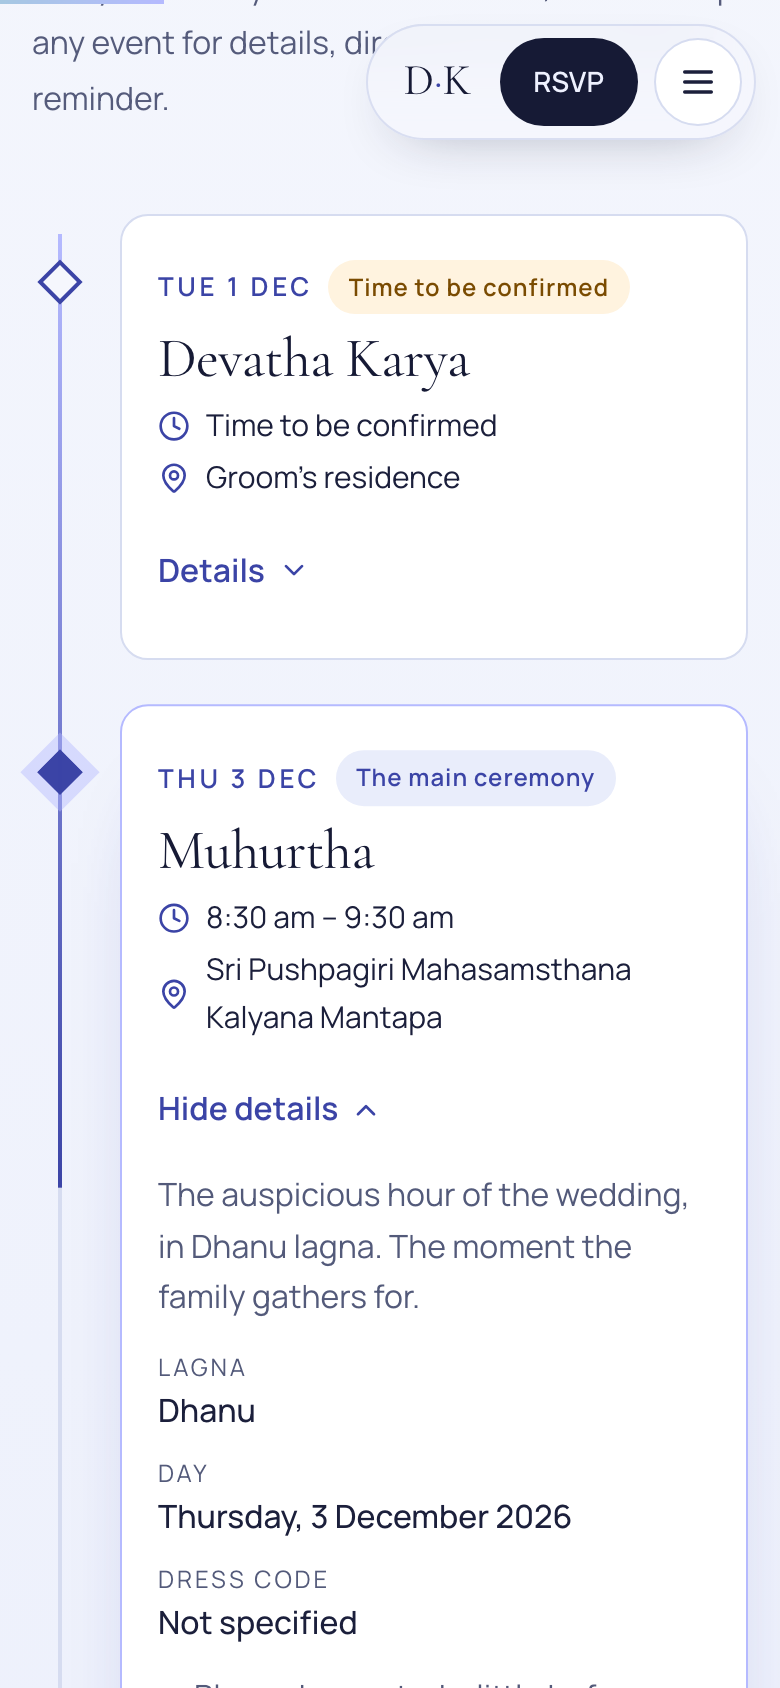 any event for details, dir
reminder.
D·K
RSVP
TUE 1 DEC
Time to be confirmed
Devatha Karya
Time to be confirmed
Groom’s residence
Details
THU 3 DEC
The main ceremony
Muhurtha
8:30 am – 9:30 am
Sri Pushpagiri Mahasamsthana
Kalyana Mantapa
Hide details
The auspicious hour of the wedding,
in Dhanu lagna. The moment the
family gathers for.
LAGNA
Dhanu
DAY
Thursday, 3 December 2026
DRESS CODE
Not specified